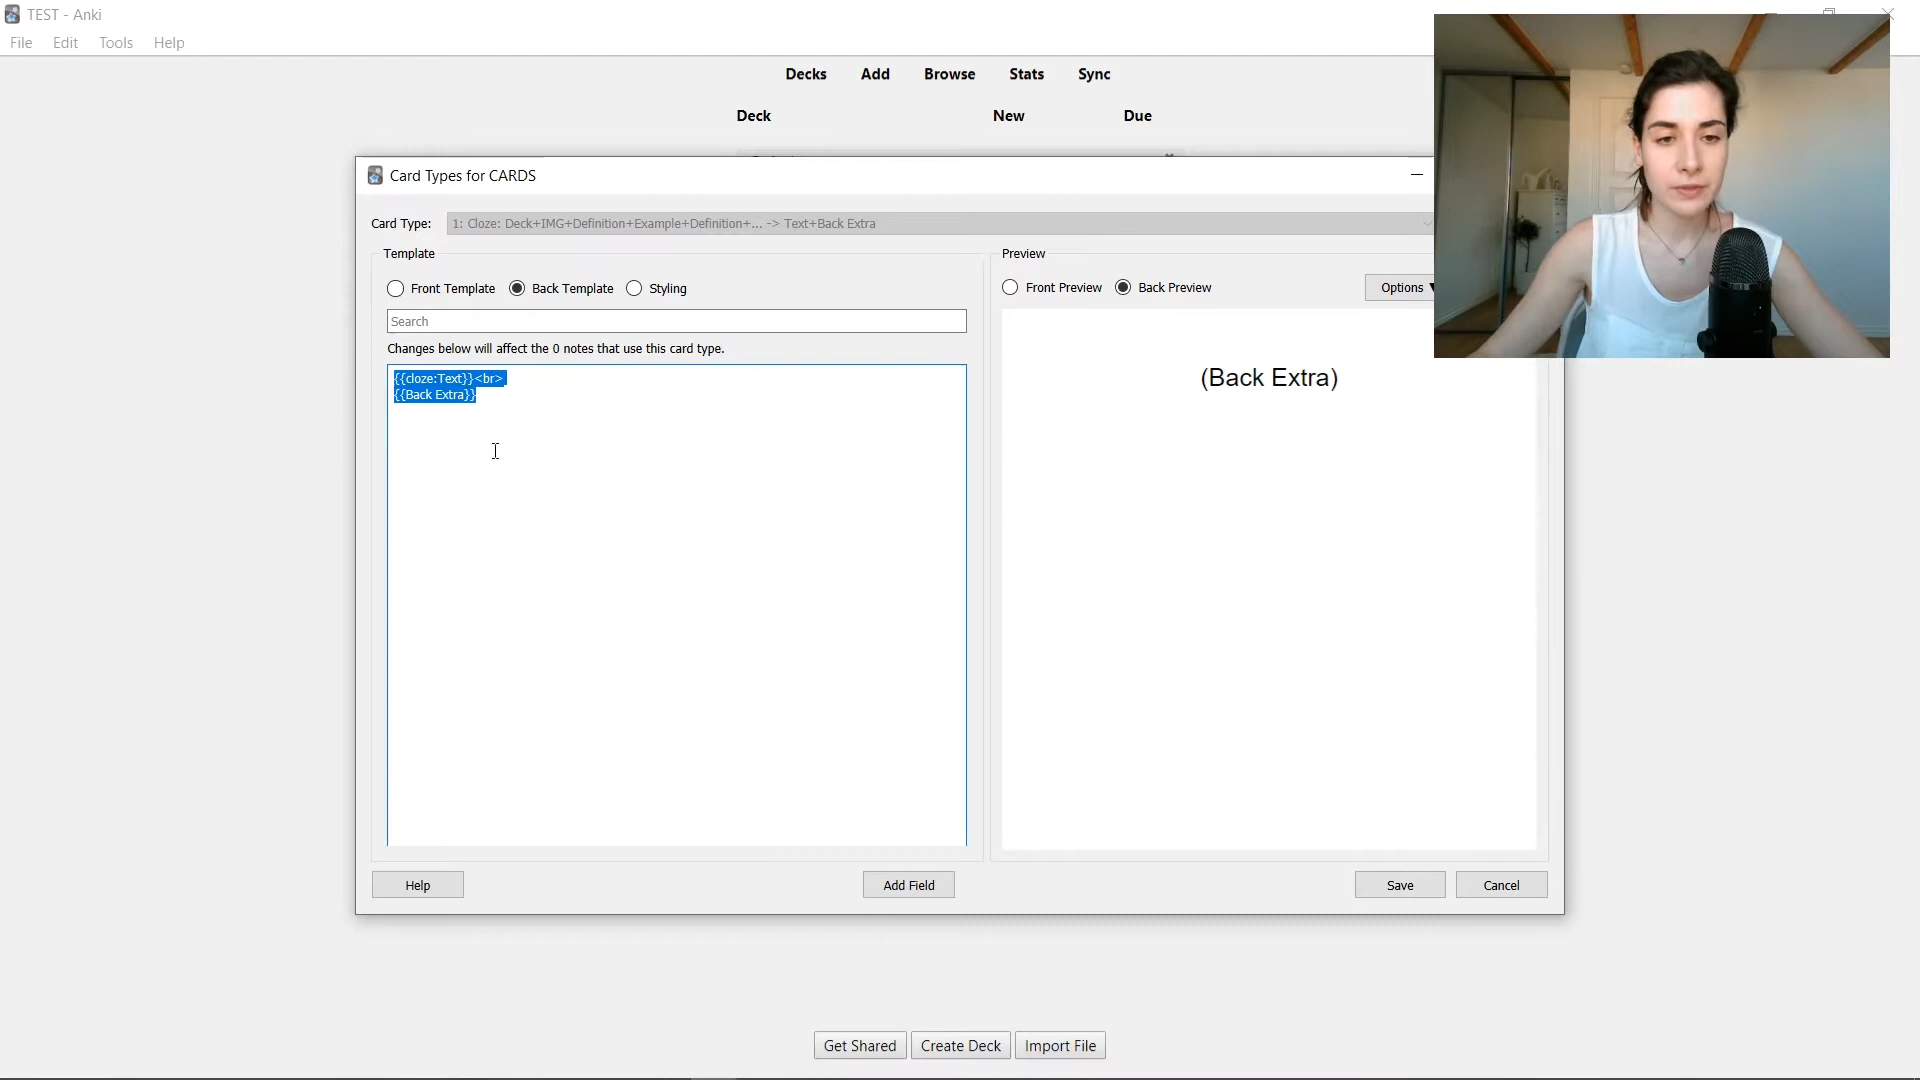 TEST - Anki
File Edit Tools Help
Decks Add Browse Stats Sync
Deck New Due
Card Types for CARDS
Card Type: 1: Cloze: Deck+IMG+Definition+Example+Definition+... -> Text+Back Extra
Template
Front Template Back Template Styling
Search
Changes below will affect the 0 notes that use this card type.
{{cloze:Text}}<br>
{{Back Extra}}
Preview
Front Preview Back Preview Options
(Back Extra)
Help Add Field Save Cancel
Get Shared Create Deck Import File